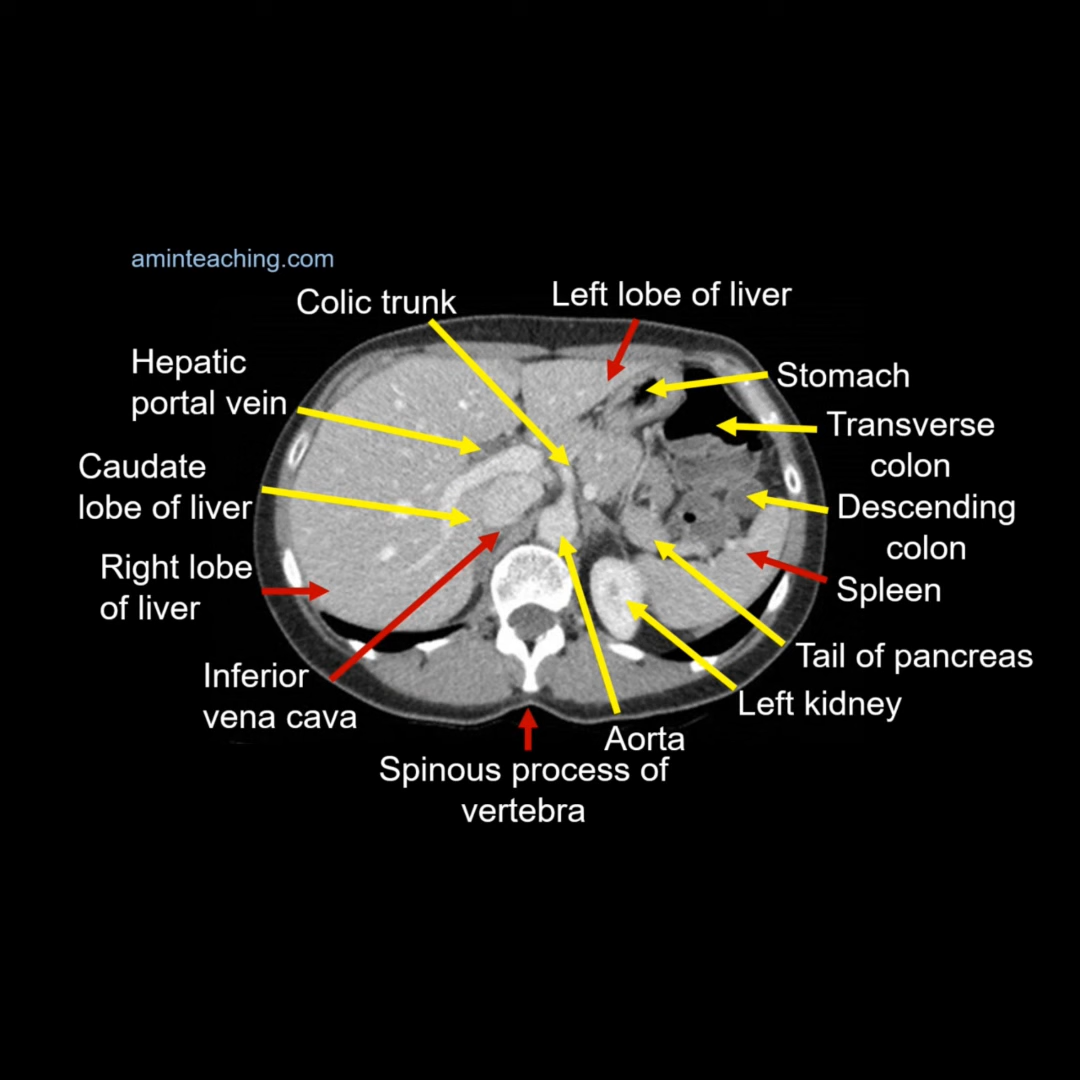 aminteaching.com
Colic trunk
Left lobe of liver
Hepatic
portal vein
Stomach
Transverse
colon
Caudate
lobe of liver
Descending
colon
Right lobe
of liver
Spleen
Tail of pancreas
Inferior
vena cava
Left kidney
Aorta
Spinous process of
vertebra